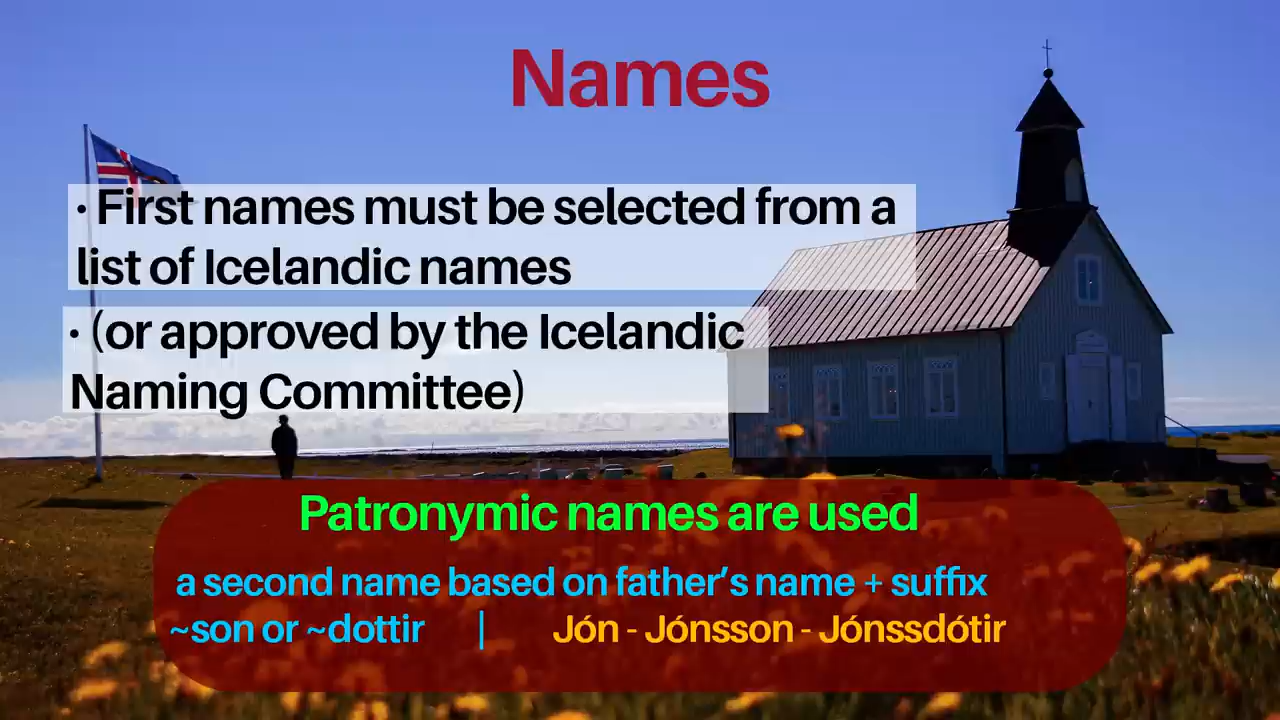 Names
· First names must be selected from a
list of Icelandic names
· (or approved by the Icelandic
Naming Committee)
Patronymic names are used
a second name based on father’s name + suffix
~son or ~dottir | Jón - Jónsson - Jónssdótir